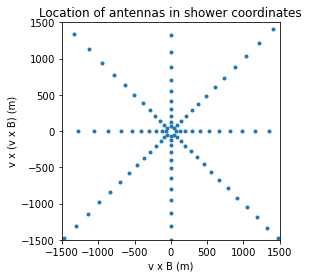 Location of antennas in shower coordinates
1500
1000
500
0
−500
−1000
−1500
v x (v x B) (m)
−1500 −1000 −500 0 500 1000 1500
v x B (m)